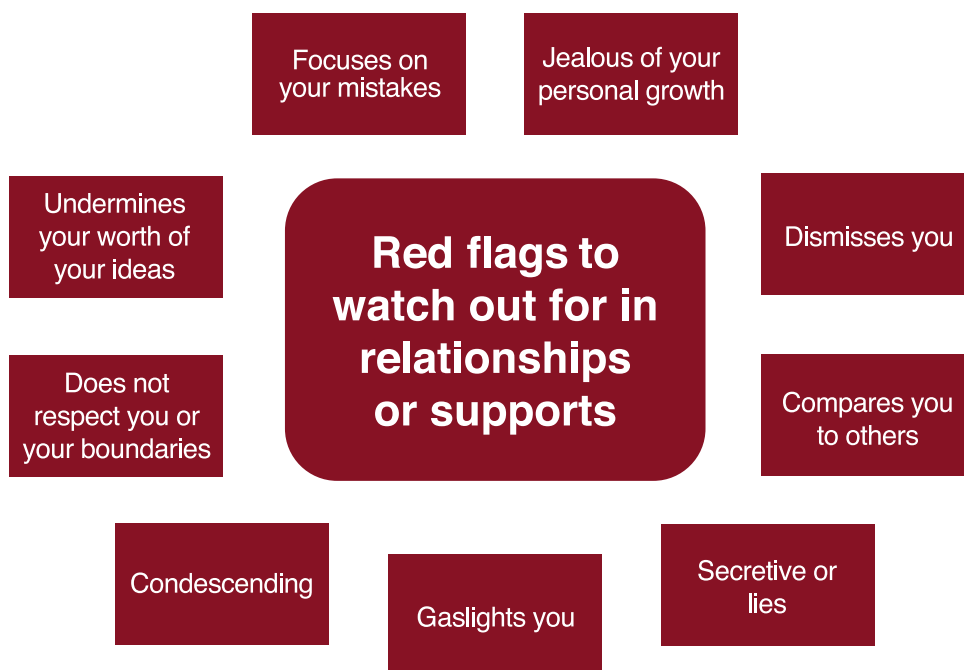 Focuses on
your mistakes
Jealous of your
personal growth
Undermines
your worth of
your ideas
Red flags to
watch out for in
relationships
or supports
Dismisses you
Does not
respect you or
your boundaries
Compares you
to others
Condescending
Gaslights you
Secretive or
lies